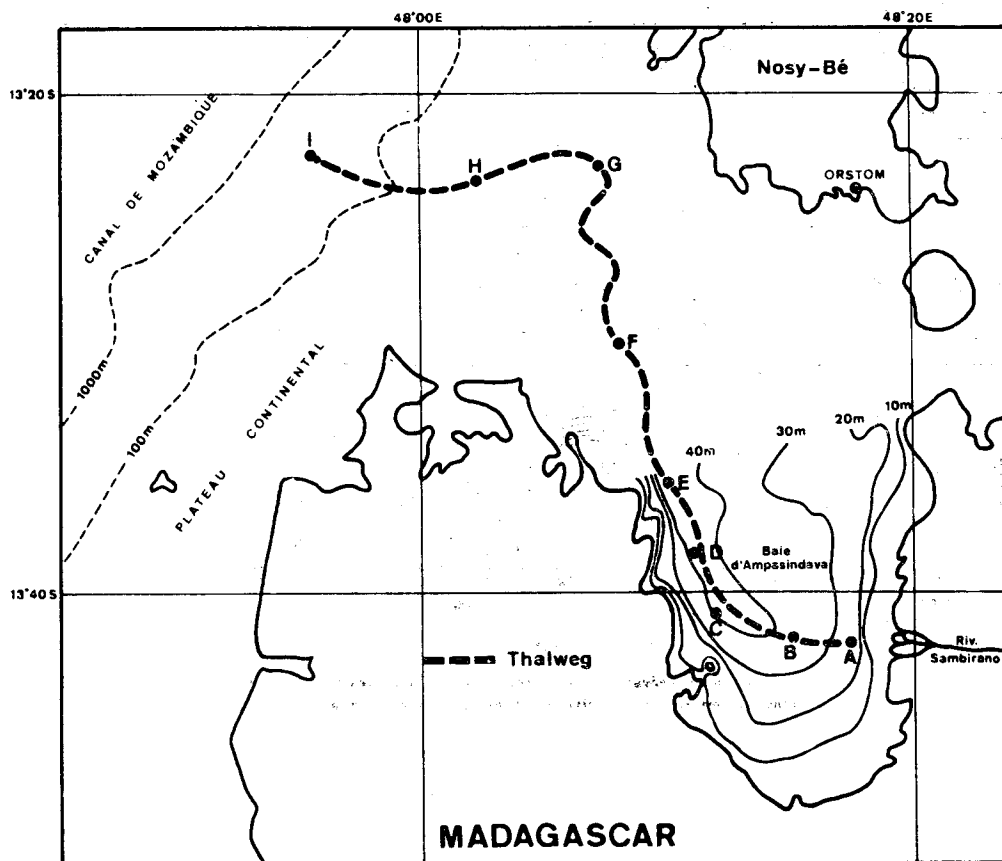 48°00E
48°20E
Nosy-Bé
13°20S
CANAL DE MOZAMBIQUE
I
H
G
ORSTOM
F
1000m
100m
PLATEAU CONTINENTAL
10m
20m
30m
40m
E
D
Baie
d'Ampasindava
13°40S
C
B
A
Riv.
Sambirano
Thalweg
MADAGASCAR